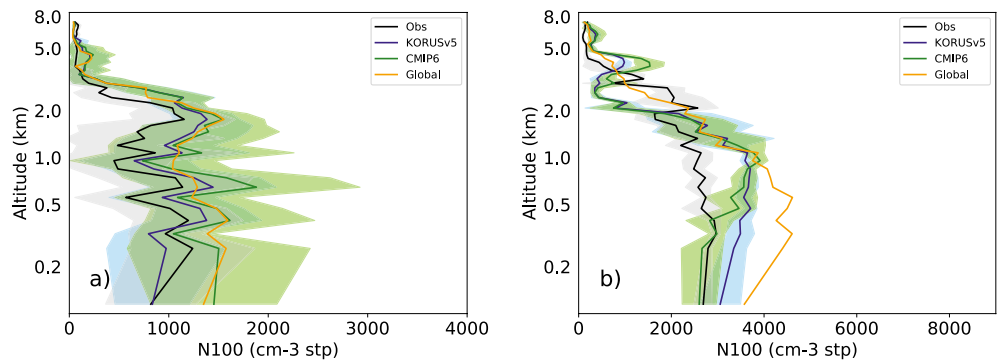 8.0
5.0
2.0
1.0
0.5
0.2
Altitude (km)
Obs
KORUSv5
CMIP6
Global
a)
0
1000
2000
3000
4000
N100 (cm-3 stp)
8.0
5.0
2.0
1.0
0.5
0.2
Altitude (km)
Obs
KORUSv5
CMIP6
Global
b)
0
2000
4000
6000
8000
N100 (cm-3 stp)